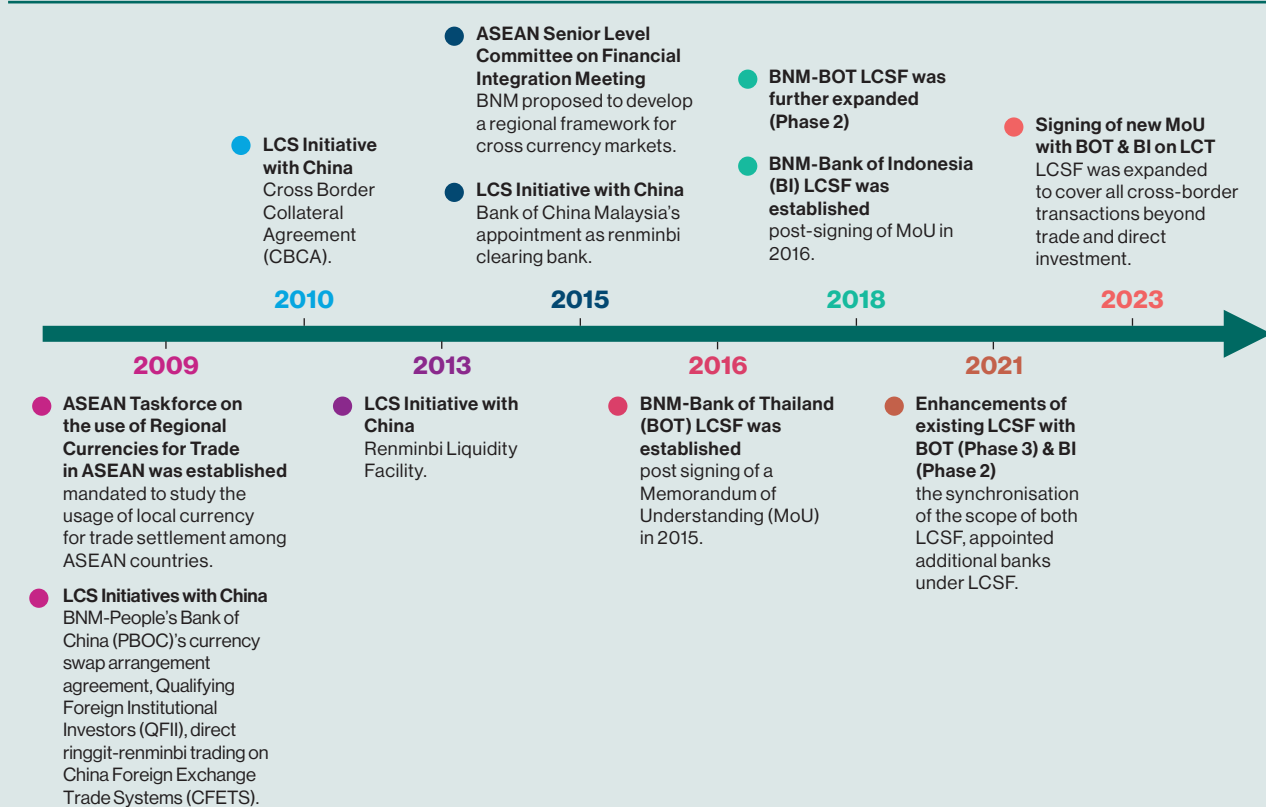 ASEAN Senior Level
Committee on Financial
Integration Meeting
BNM proposed to develop
a regional framework for
cross currency markets.
LCS Initiative with China
Bank of China Malaysia’s
appointment as renminbi
clearing bank.
BNM-BOT LCSF was
further expanded
(Phase 2)
BNM-Bank of Indonesia
(BI) LCSF was
established
post-signing of MoU in
2016.
Signing of new MoU
with BOT & BI on LCT
LCSF was expanded
to cover all cross-border
transactions beyond
trade and direct
investment.
LCS Initiative
with China
Cross Border
Collateral
Agreement
(CBCA).
2010
2015
2018
2023
2009
2013
2016
2021
ASEAN Taskforce on
the use of Regional
Currencies for Trade
in ASEAN was established
mandated to study the
usage of local currency
for trade settlement among
ASEAN countries.
LCS Initiatives with China
BNM-People’s Bank of
China (PBOC)’s currency
swap arrangement
agreement, Qualifying
Foreign Institutional
Investors (QFII), direct
ringgit-renminbi trading on
China Foreign Exchange
Trade Systems (CFETS).
LCS Initiative with
China
Renminbi Liquidity
Facility.
BNM-Bank of Thailand
(BOT) LCSF was
established
post signing of a
Memorandum of
Understanding (MoU)
in 2015.
Enhancements of
existing LCSF with
BOT (Phase 3) & BI
(Phase 2)
the synchronisation
of the scope of both
LCSF, appointed
additional banks
under LCSF.